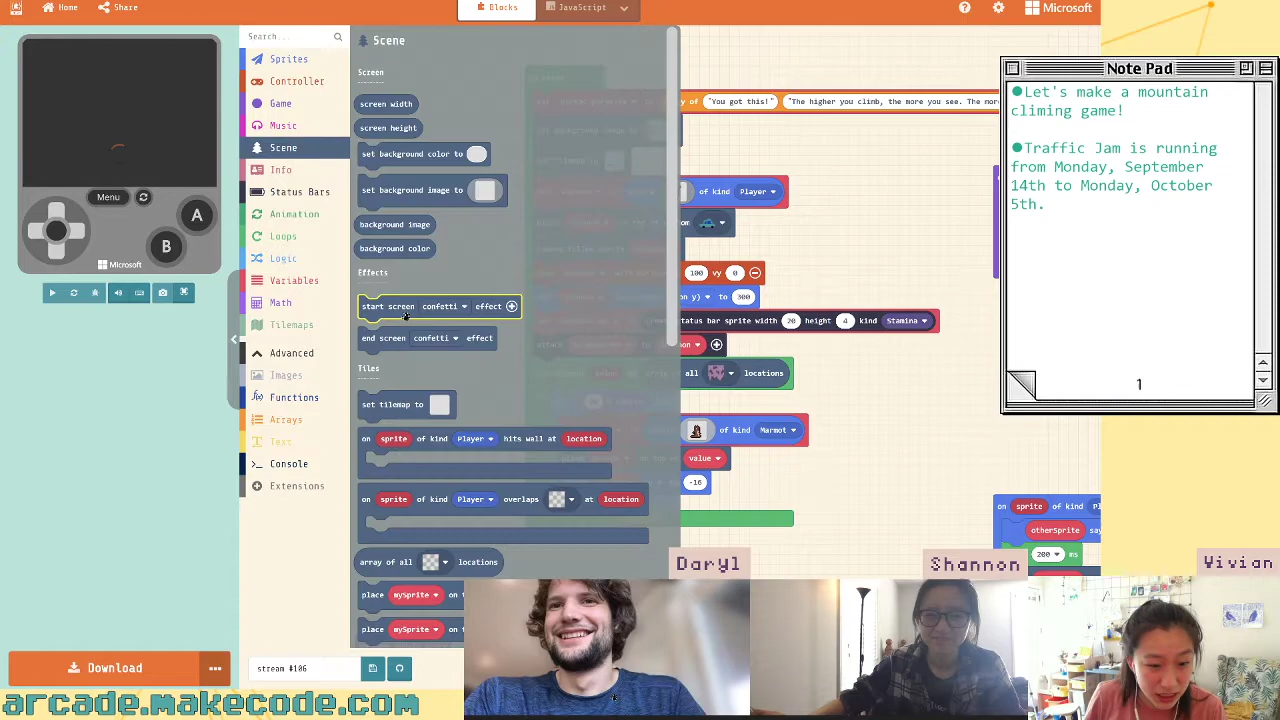 Home
Share
Blocks
JavaScript
Microsoft
Search...
Scene
Sprites
Controller
Game
Music
Scene
Info
Status Bars
Animation
Loops
Logic
Variables
Math
Tilemaps
Advanced
Images
Functions
Arrays
Text
Console
Extensions
Menu
A
B
Microsoft
Screen
screen width
screen height
set background color to
set background image to
background image
background color
Effects
start screen confetti effect
end screen confetti effect
Tiles
set tilemap to
on sprite of kind Player hits wall at location
on sprite of kind Player overlaps at location
array of all locations
place mySprite on t
place mySprite on t
y of "You got this!" "The higher you climb, the more you see. The more
of kind Player
100 vy 0
on y) to 300
status bar sprite width 20 height 4 kind Stamina
all locations
of kind Marmot
value
-16
on sprite of kind Pl
otherSprite say
200 ms
Note Pad
●Let's make a mountain
climing game!
●Traffic Jam is running
from Monday, September
14th to Monday, October
5th.
1
Daryl
Shannon
Vivian
Download
stream #106
arcade.makecode.com